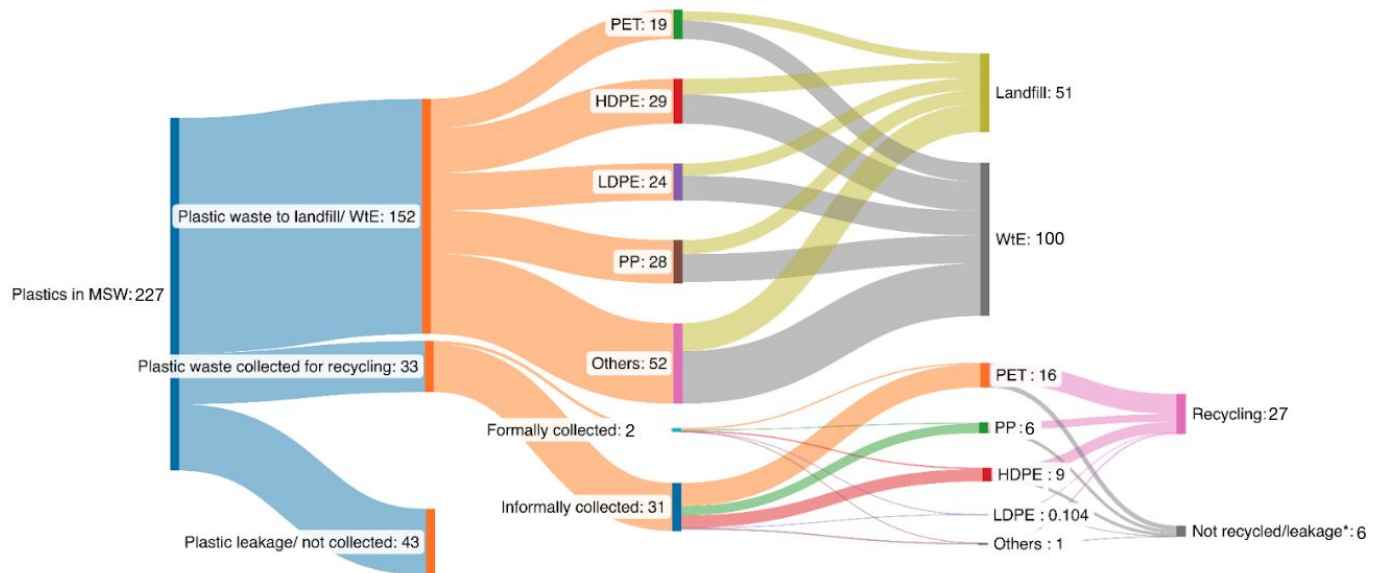 Plastics in MSW: 227
Plastic waste to landfill/ WtE: 152
Plastic waste collected for recycling: 33
Plastic leakage/ not collected: 43
PET: 19
HDPE: 29
LDPE: 24
PP: 28
Others: 52
Formally collected: 2
Informally collected: 31
Landfill: 51
WtE: 100
PET : 16
PP : 6
HDPE : 9
LDPE : 0.104
Others : 1
Recycling: 27
Not recycled/leakage*: 6